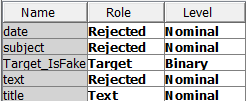 Name Role Level
date Rejected Nominal
subject Rejected Nominal
Target_IsFake Target Binary
text Rejected Nominal
title Text Nominal